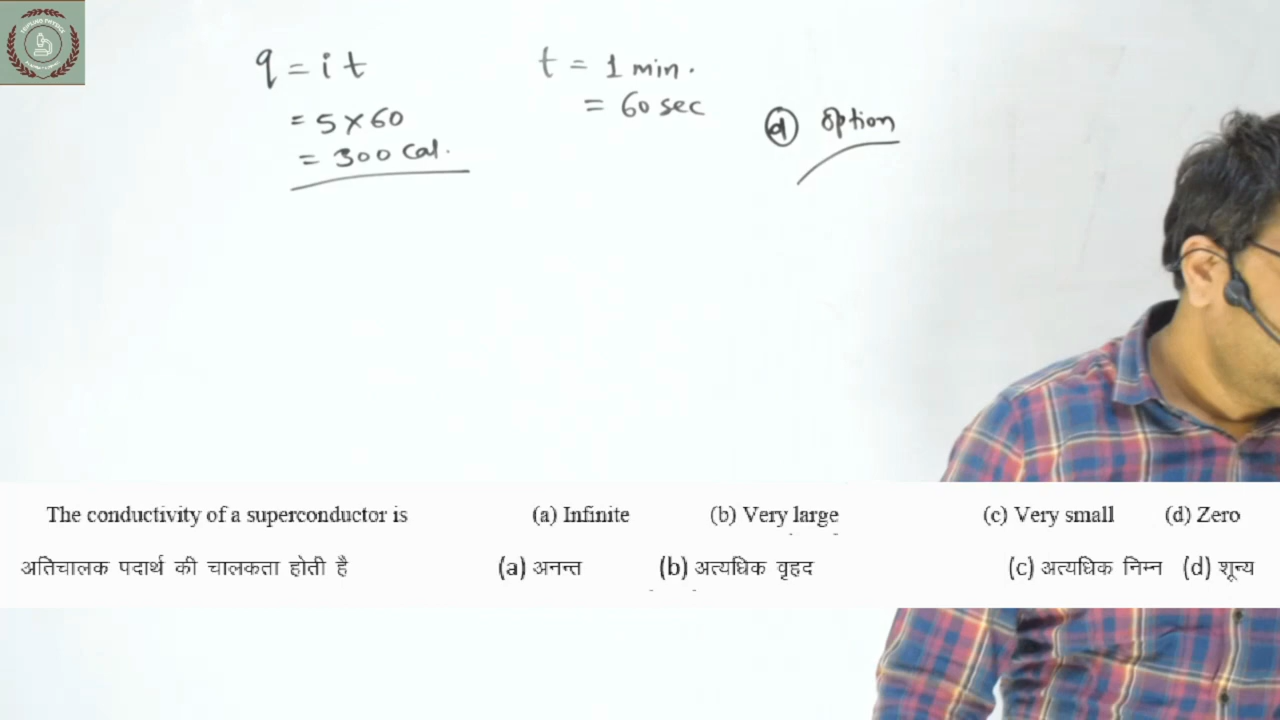 q = i t
= 5 × 60
= 300 Cal.
t = 1 min.
= 60 sec
(d) option
The conductivity of a superconductor is (a) Infinite (b) Very large (c) Very small (d) Zero
अतिचालक पदार्थ की चालकता होती है (a) अनन्त (b) अत्यधिक वृहद (c) अत्यधिक निम्न (d) शून्य